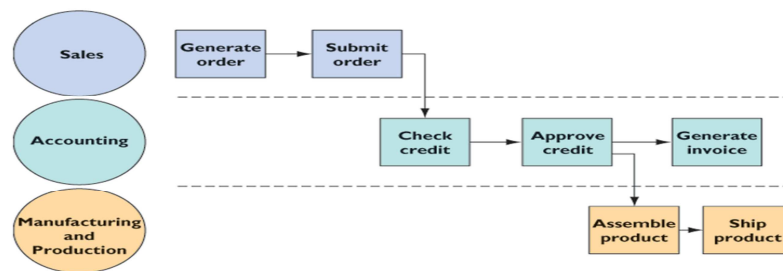 Sales
Generate
order
Submit
order
Accounting
Check
credit
Approve
credit
Generate
invoice
Manufacturing
and
Production
Assemble
product
Ship
product